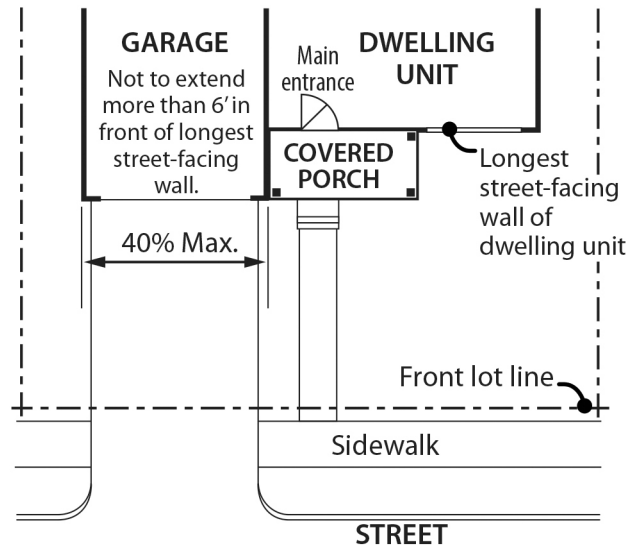 GARAGE
Not to extend
more than 6' in
front of longest
street-facing
wall.
Main
entrance
DWELLING
UNIT
COVERED
PORCH
Longest
street-facing
wall of
dwelling unit
40% Max.
Front lot line
Sidewalk
STREET